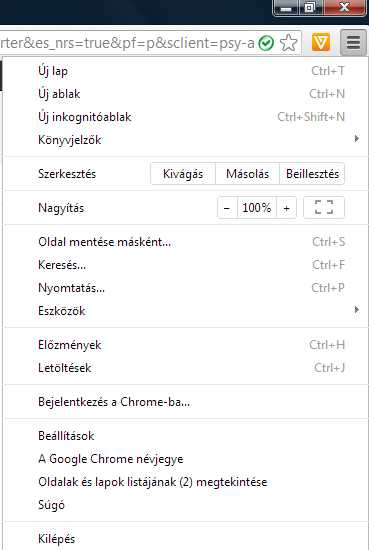 rter&es_nrs=true&pf=p&sclient=psy-a
Új lap Ctrl+T
Új ablak Ctrl+N
Új inkognitóablak Ctrl+Shift+N
Könyvjelzők
Szerkesztés Kivágás Másolás Beillesztés
Nagyítás − 100% +
Oldal mentése másként... Ctrl+S
Keresés... Ctrl+F
Nyomtatás... Ctrl+P
Eszközök
Előzmények Ctrl+H
Letöltések Ctrl+J
Bejelentkezés a Chrome-ba...
Beállítások
A Google Chrome névjegye
Oldalak és lapok listájának (2) megtekintése
Súgó
Kilépés